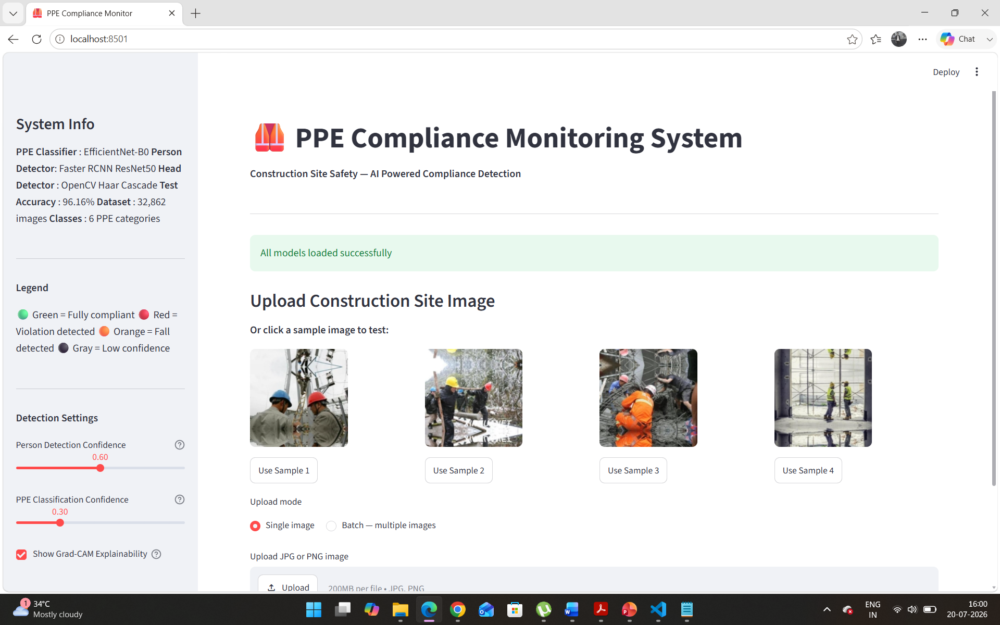 PPE Compliance Monitor
localhost:8501
Chat
Deploy
System Info
PPE Classifier : EfficientNet-B0 Person
Detector: Faster RCNN ResNet50 Head
Detector : OpenCV Haar Cascade Test
Accuracy : 96.16% Dataset : 32,862
images Classes : 6 PPE categories
Legend
Green = Fully compliant Red =
Violation detected Orange = Fall
detected Gray = Low confidence
Detection Settings
Person Detection Confidence
0.60
PPE Classification Confidence
0.30
Show Grad-CAM Explainability
PPE Compliance Monitoring System
Construction Site Safety — AI Powered Compliance Detection
All models loaded successfully
Upload Construction Site Image
Or click a sample image to test:
Use Sample 1
Use Sample 2
Use Sample 3
Use Sample 4
Upload mode
Single image
Batch — multiple images
Upload JPG or PNG image
Upload
200MB per file • JPG, PNG
1
34°C
Mostly cloudy
ENG
IN
16:00
20-07-2026